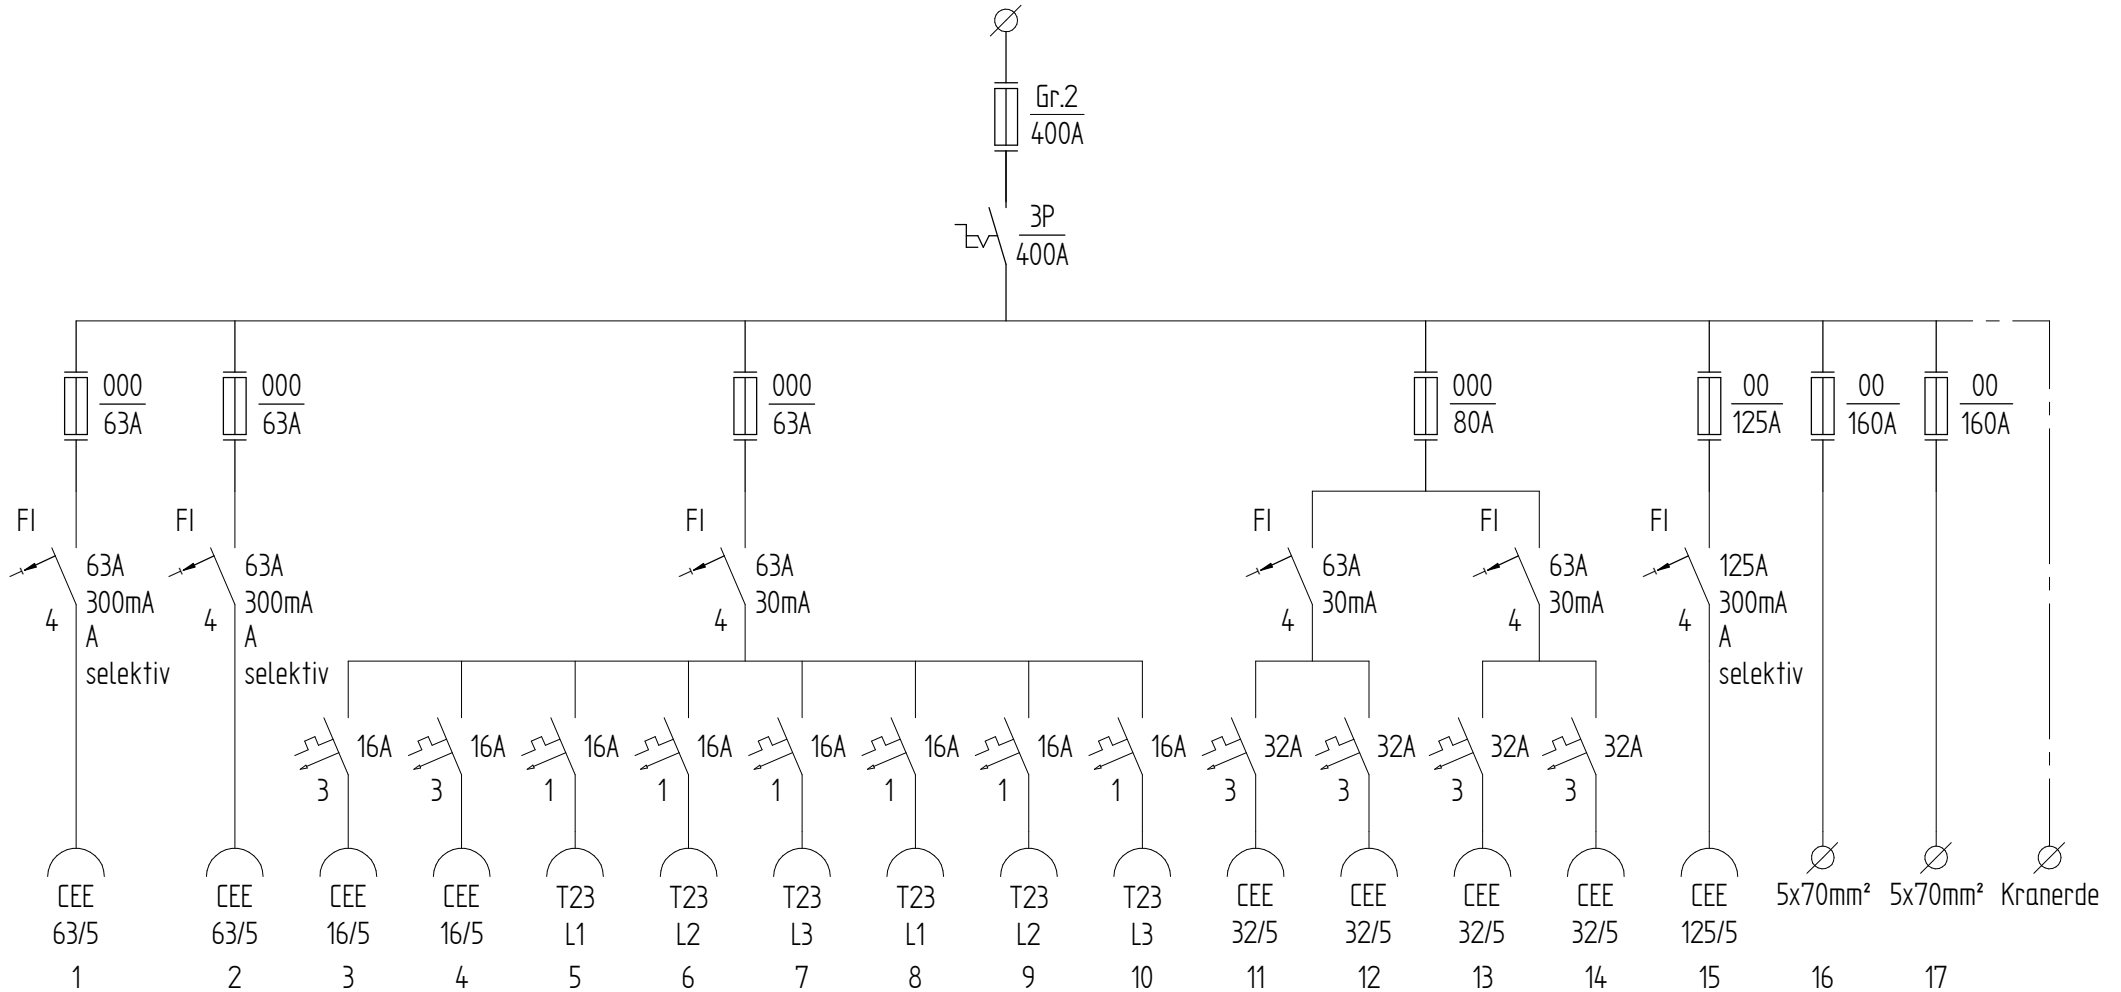 Gr.2
400A
3P
400A
000
63A
000
63A
000
63A
000
80A
00
125A
00
160A
00
160A
FI
63A
300mA
4
A
selektiv
FI
63A
300mA
4
A
selektiv
FI
63A
30mA
4
FI
63A
30mA
4
FI
63A
30mA
4
FI
125A
300mA
4
A
selektiv
16A
3
16A
3
16A
1
16A
1
16A
1
16A
1
16A
1
16A
1
32A
3
32A
3
32A
3
32A
3
CEE
63/5
1
CEE
63/5
2
CEE
16/5
3
CEE
16/5
4
T23
L1
5
T23
L2
6
T23
L3
7
T23
L1
8
T23
L2
9
T23
L3
10
CEE
32/5
11
CEE
32/5
12
CEE
32/5
13
CEE
32/5
14
CEE
125/5
15
5x70mm²
16
5x70mm²
17
Kranerde